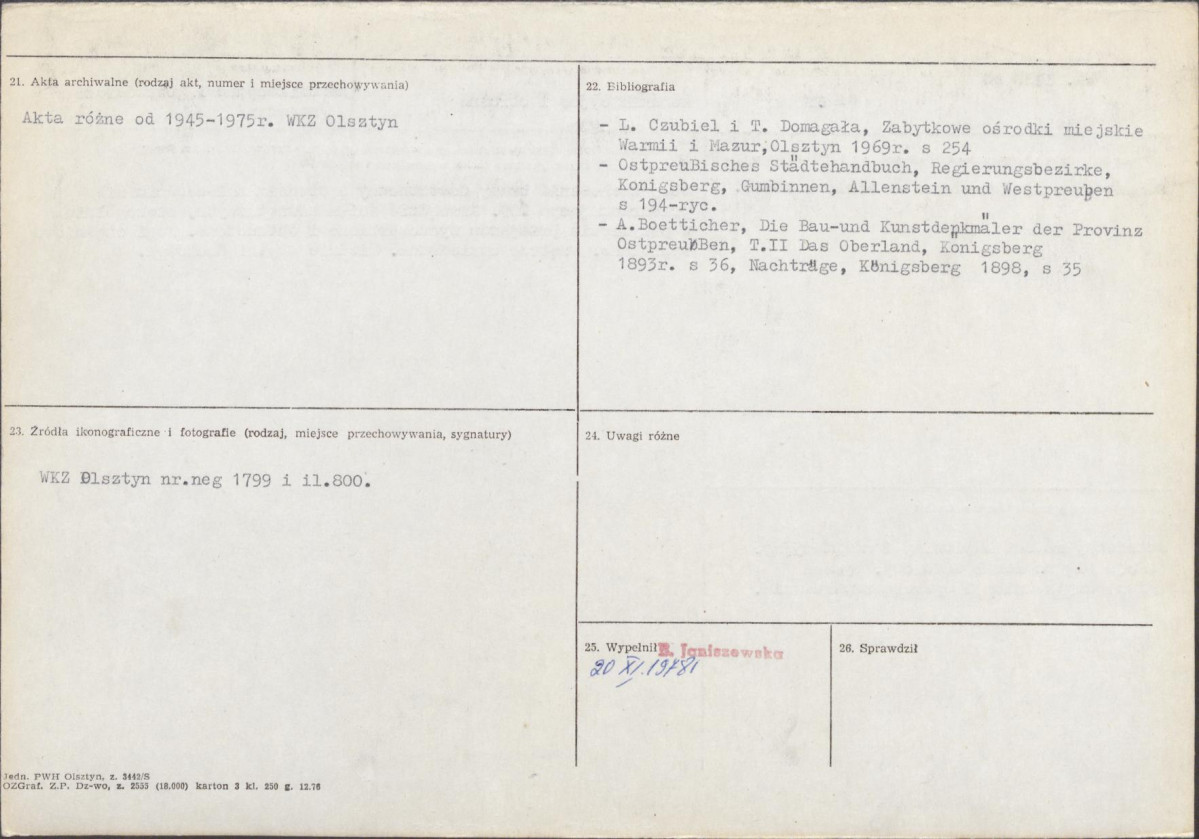 21. Akta archiwalne (rodzaj akt, numer i miejsce przechowywania)
Akta różne od 1945-1975r. WKZ Olsztyn
22. Bibliografia
- L. Czubiel i T. Domagała, Zabytkowe ośrodki miejskie
Warmii i Mazur, Olsztyn 1969r. s 254
- Ostpreußisches Städtehandbuch, Regierungsbezirke,
Konigsberg, Gumbinnen, Allenstein und Westpreußen
s 194-ryc.
- A.Boetticher, Die Bau-und Kunstdenkmäler der Provinz
Ostpreußen, T.II Das Oberland, Königsberg
1893r. s 36, Nachträge, Königsberg 1898, s 35
23. Źródła ikonograficzne i fotografie (rodzaj, miejsce przechowywania, sygnatury)
WKZ Olsztyn nr.neg 1799 i il.800.
24. Uwagi różne
25. Wypełnił B. Janiszewska
20 XI.1978
26. Sprawdził
Jedn. PWH Olsztyn, z. 3442/S
OZGraf. Z.P. Dz-wo, z. 2555 (18.000) karton 3 kl. 250 g. 12.76